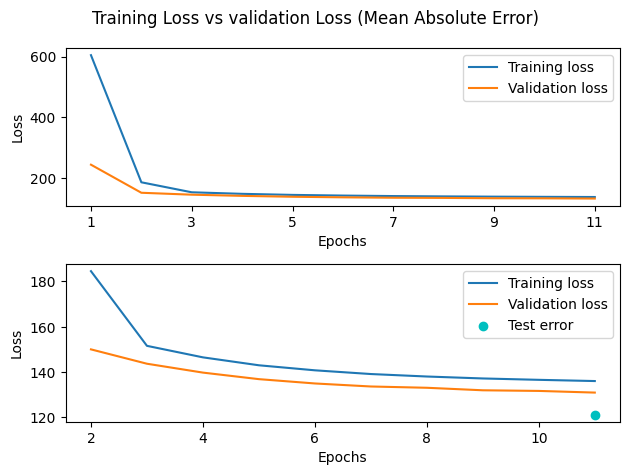 Training Loss vs validation Loss (Mean Absolute Error)
600
400
200
Loss
Training loss
Validation loss
1 3 5 7 9 11
Epochs
180
160
140
120
Loss
Training loss
Validation loss
Test error
2 4 6 8 10
Epochs